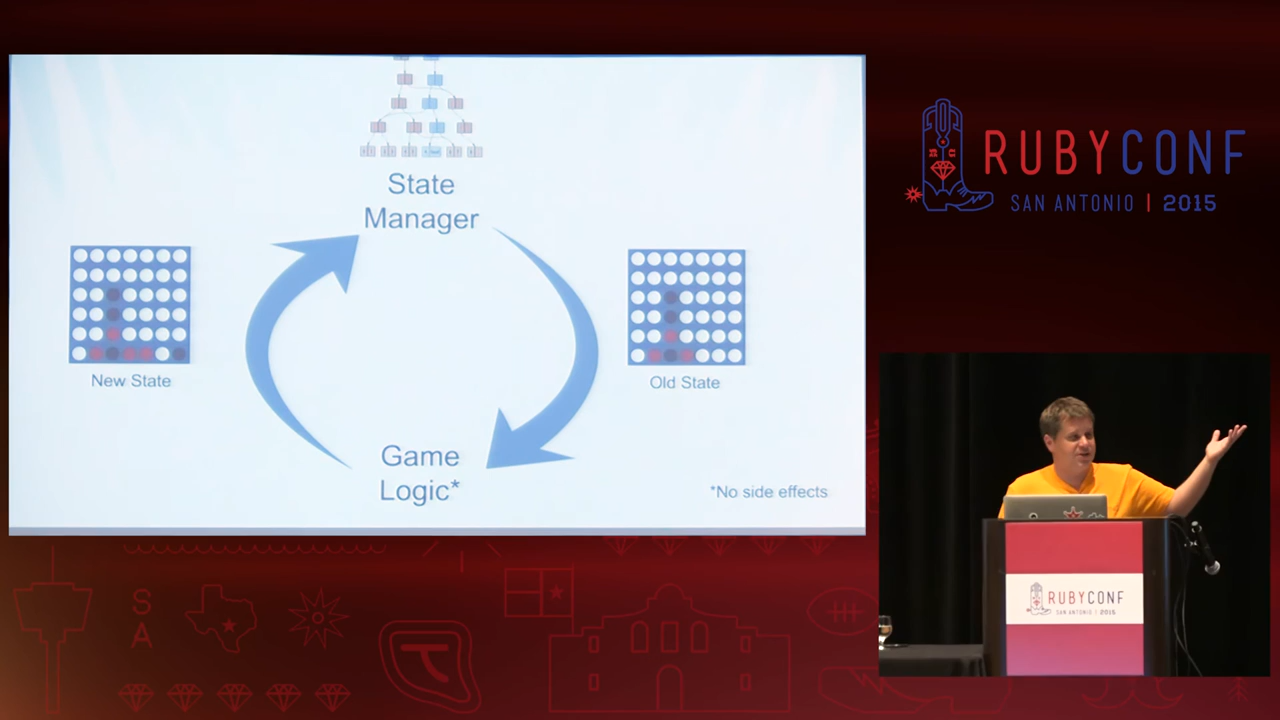 State
Manager
New State
Old State
Game
Logic*
*No side effects
RUBYCONF
SAN ANTONIO | 2015
RUBYCONF
SAN ANTONIO | 2015
S
A